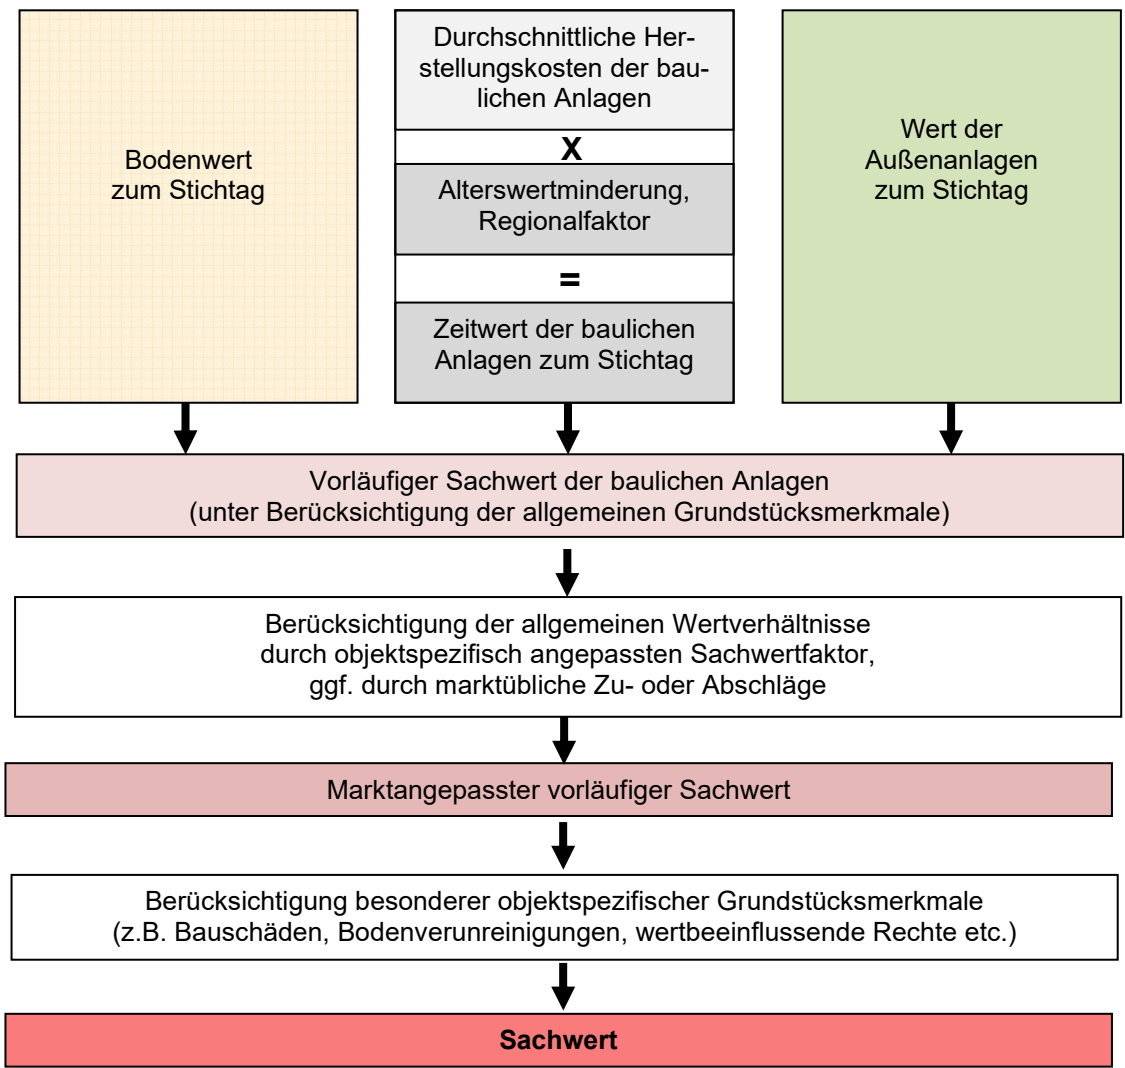 Bodenwert
zum Stichtag
Durchschnittliche Her-
stellungskosten der bau-
lichen Anlagen
X
Alterswertminderung,
Regionalfaktor
=
Zeitwert der baulichen
Anlagen zum Stichtag
Wert der
Außenanlagen
zum Stichtag
Vorläufiger Sachwert der baulichen Anlagen
(unter Berücksichtigung der allgemeinen Grundstücksmerkmale)
Berücksichtigung der allgemeinen Wertverhältnisse
durch objektspezifisch angepassten Sachwertfaktor,
ggf. durch marktübliche Zu- oder Abschläge
Marktangepasster vorläufiger Sachwert
Berücksichtigung besonderer objektspezifischer Grundstücksmerkmale
(z.B. Bauschäden, Bodenverunreinigungen, wertbeeinflussende Rechte etc.)
Sachwert